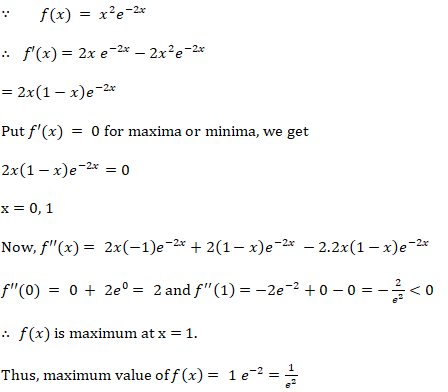 ∵ f(x) = x²e⁻²ˣ
∴ f′(x) = 2x e⁻²ˣ − 2x²e⁻²ˣ
= 2x(1 − x)e⁻²ˣ
Put f′(x) = 0 for maxima or minima, we get
2x(1 − x)e⁻²ˣ = 0
x = 0, 1
Now, f′′(x) = 2x(−1)e⁻²ˣ + 2(1 − x)e⁻²ˣ − 2.2x(1 − x)e⁻²ˣ
f′′(0) = 0 + 2e⁰ = 2 and f′′(1) = −2e⁻² + 0 − 0 = −2/e² < 0
∴ f(x) is maximum at x = 1.
Thus, maximum value of f(x) = 1 e⁻² = 1/e²